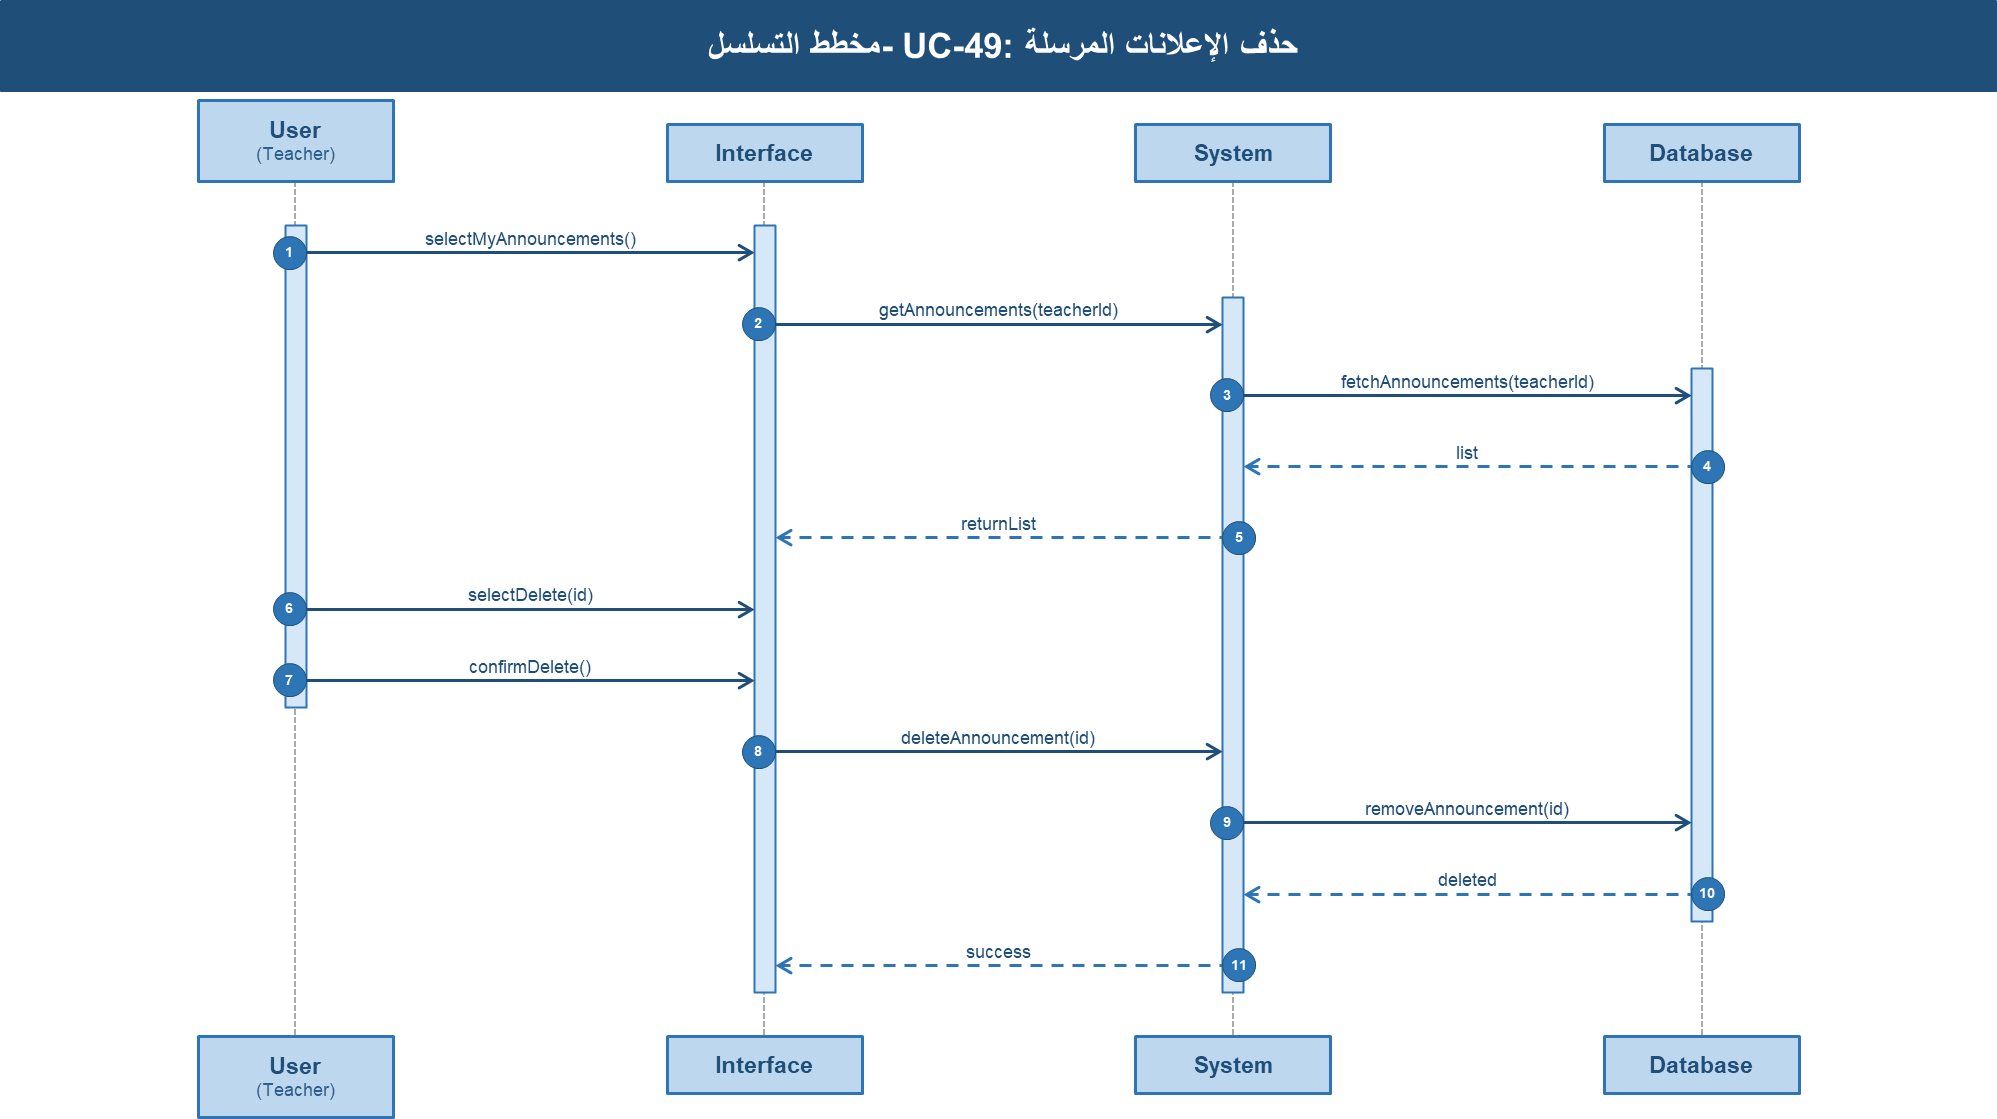 مخطط التسلسل - UC-49: حذف الإعلانات المرسلة
User
(Teacher)
Interface
System
Database
1
selectMyAnnouncements()
2
getAnnouncements(teacherId)
3
fetchAnnouncements(teacherId)
list
4
returnList
5
6
selectDelete(id)
7
confirmDelete()
8
deleteAnnouncement(id)
9
removeAnnouncement(id)
deleted
10
success
11
User
(Teacher)
Interface
System
Database